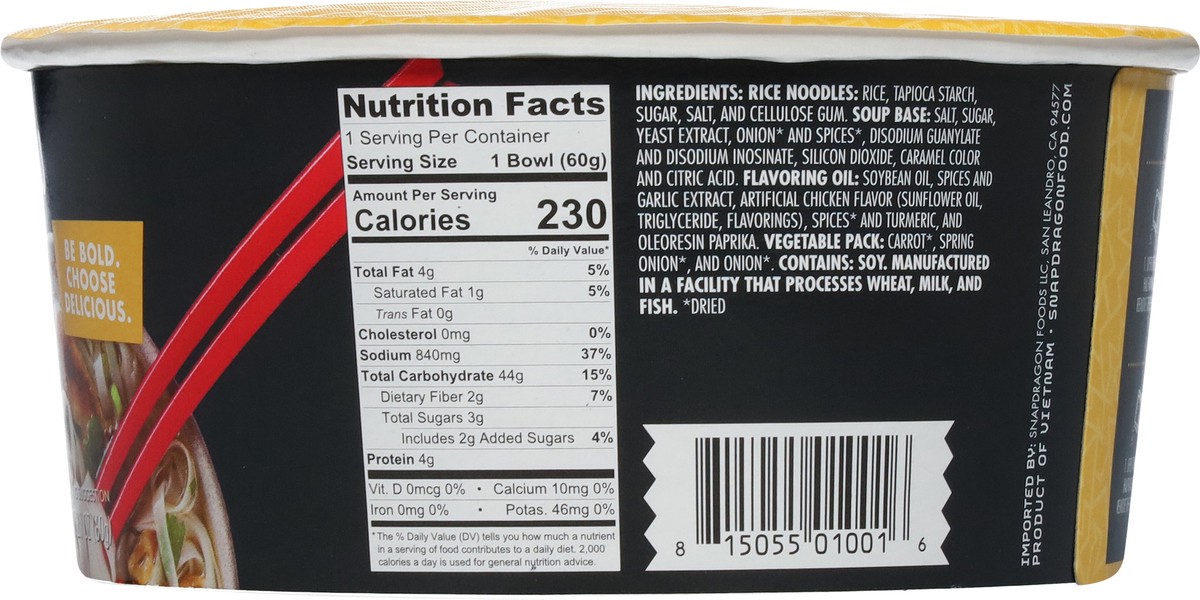 BE BOLD.
CHOOSE
DELICIOUS.
Nutrition Facts
1 Serving Per Container
Serving Size 1 Bowl (60g)
Amount Per Serving
Calories 230
% Daily Value*
Total Fat 4g 5%
Saturated Fat 1g 5%
Trans Fat 0g
Cholesterol 0mg 0%
Sodium 840mg 37%
Total Carbohydrate 44g 15%
Dietary Fiber 2g 7%
Total Sugars 3g
Includes 2g Added Sugars 4%
Protein 4g
Vit. D 0mcg 0% • Calcium 10mg 0%
Iron 0mg 0% • Potas. 46mg 0%
*The % Daily Value (DV) tells you how much a nutrient
in a serving of food contributes to a daily diet. 2,000
calories a day is used for general nutrition advice.
INGREDIENTS: RICE NOODLES: RICE, TAPIOCA STARCH,
SUGAR, SALT, AND CELLULOSE GUM. SOUP BASE: SALT, SUGAR,
YEAST EXTRACT, ONION* AND SPICES*, DISODIUM GUANYLATE
AND DISODIUM INOSINATE, SILICON DIOXIDE, CARAMEL COLOR
AND CITRIC ACID. FLAVORING OIL: SOYBEAN OIL, SPICES AND
GARLIC EXTRACT, ARTIFICIAL CHICKEN FLAVOR (SUNFLOWER OIL,
TRIGLYCERIDE, FLAVORINGS), SPICES* AND TURMERIC, AND
OLEORESIN PAPRIKA. VEGETABLE PACK: CARROT*, SPRING
ONION*, AND ONION*. CONTAINS: SOY. MANUFACTURED
IN A FACILITY THAT PROCESSES WHEAT, MILK, AND
FISH. *DRIED
8 15055 01001 6
IMPORTED BY: SNAPDRAGON FOODS LLC, SAN LEANDRO, CA 94577
PRODUCT OF VIETNAM • SNAPDRAGONFOOD.COM